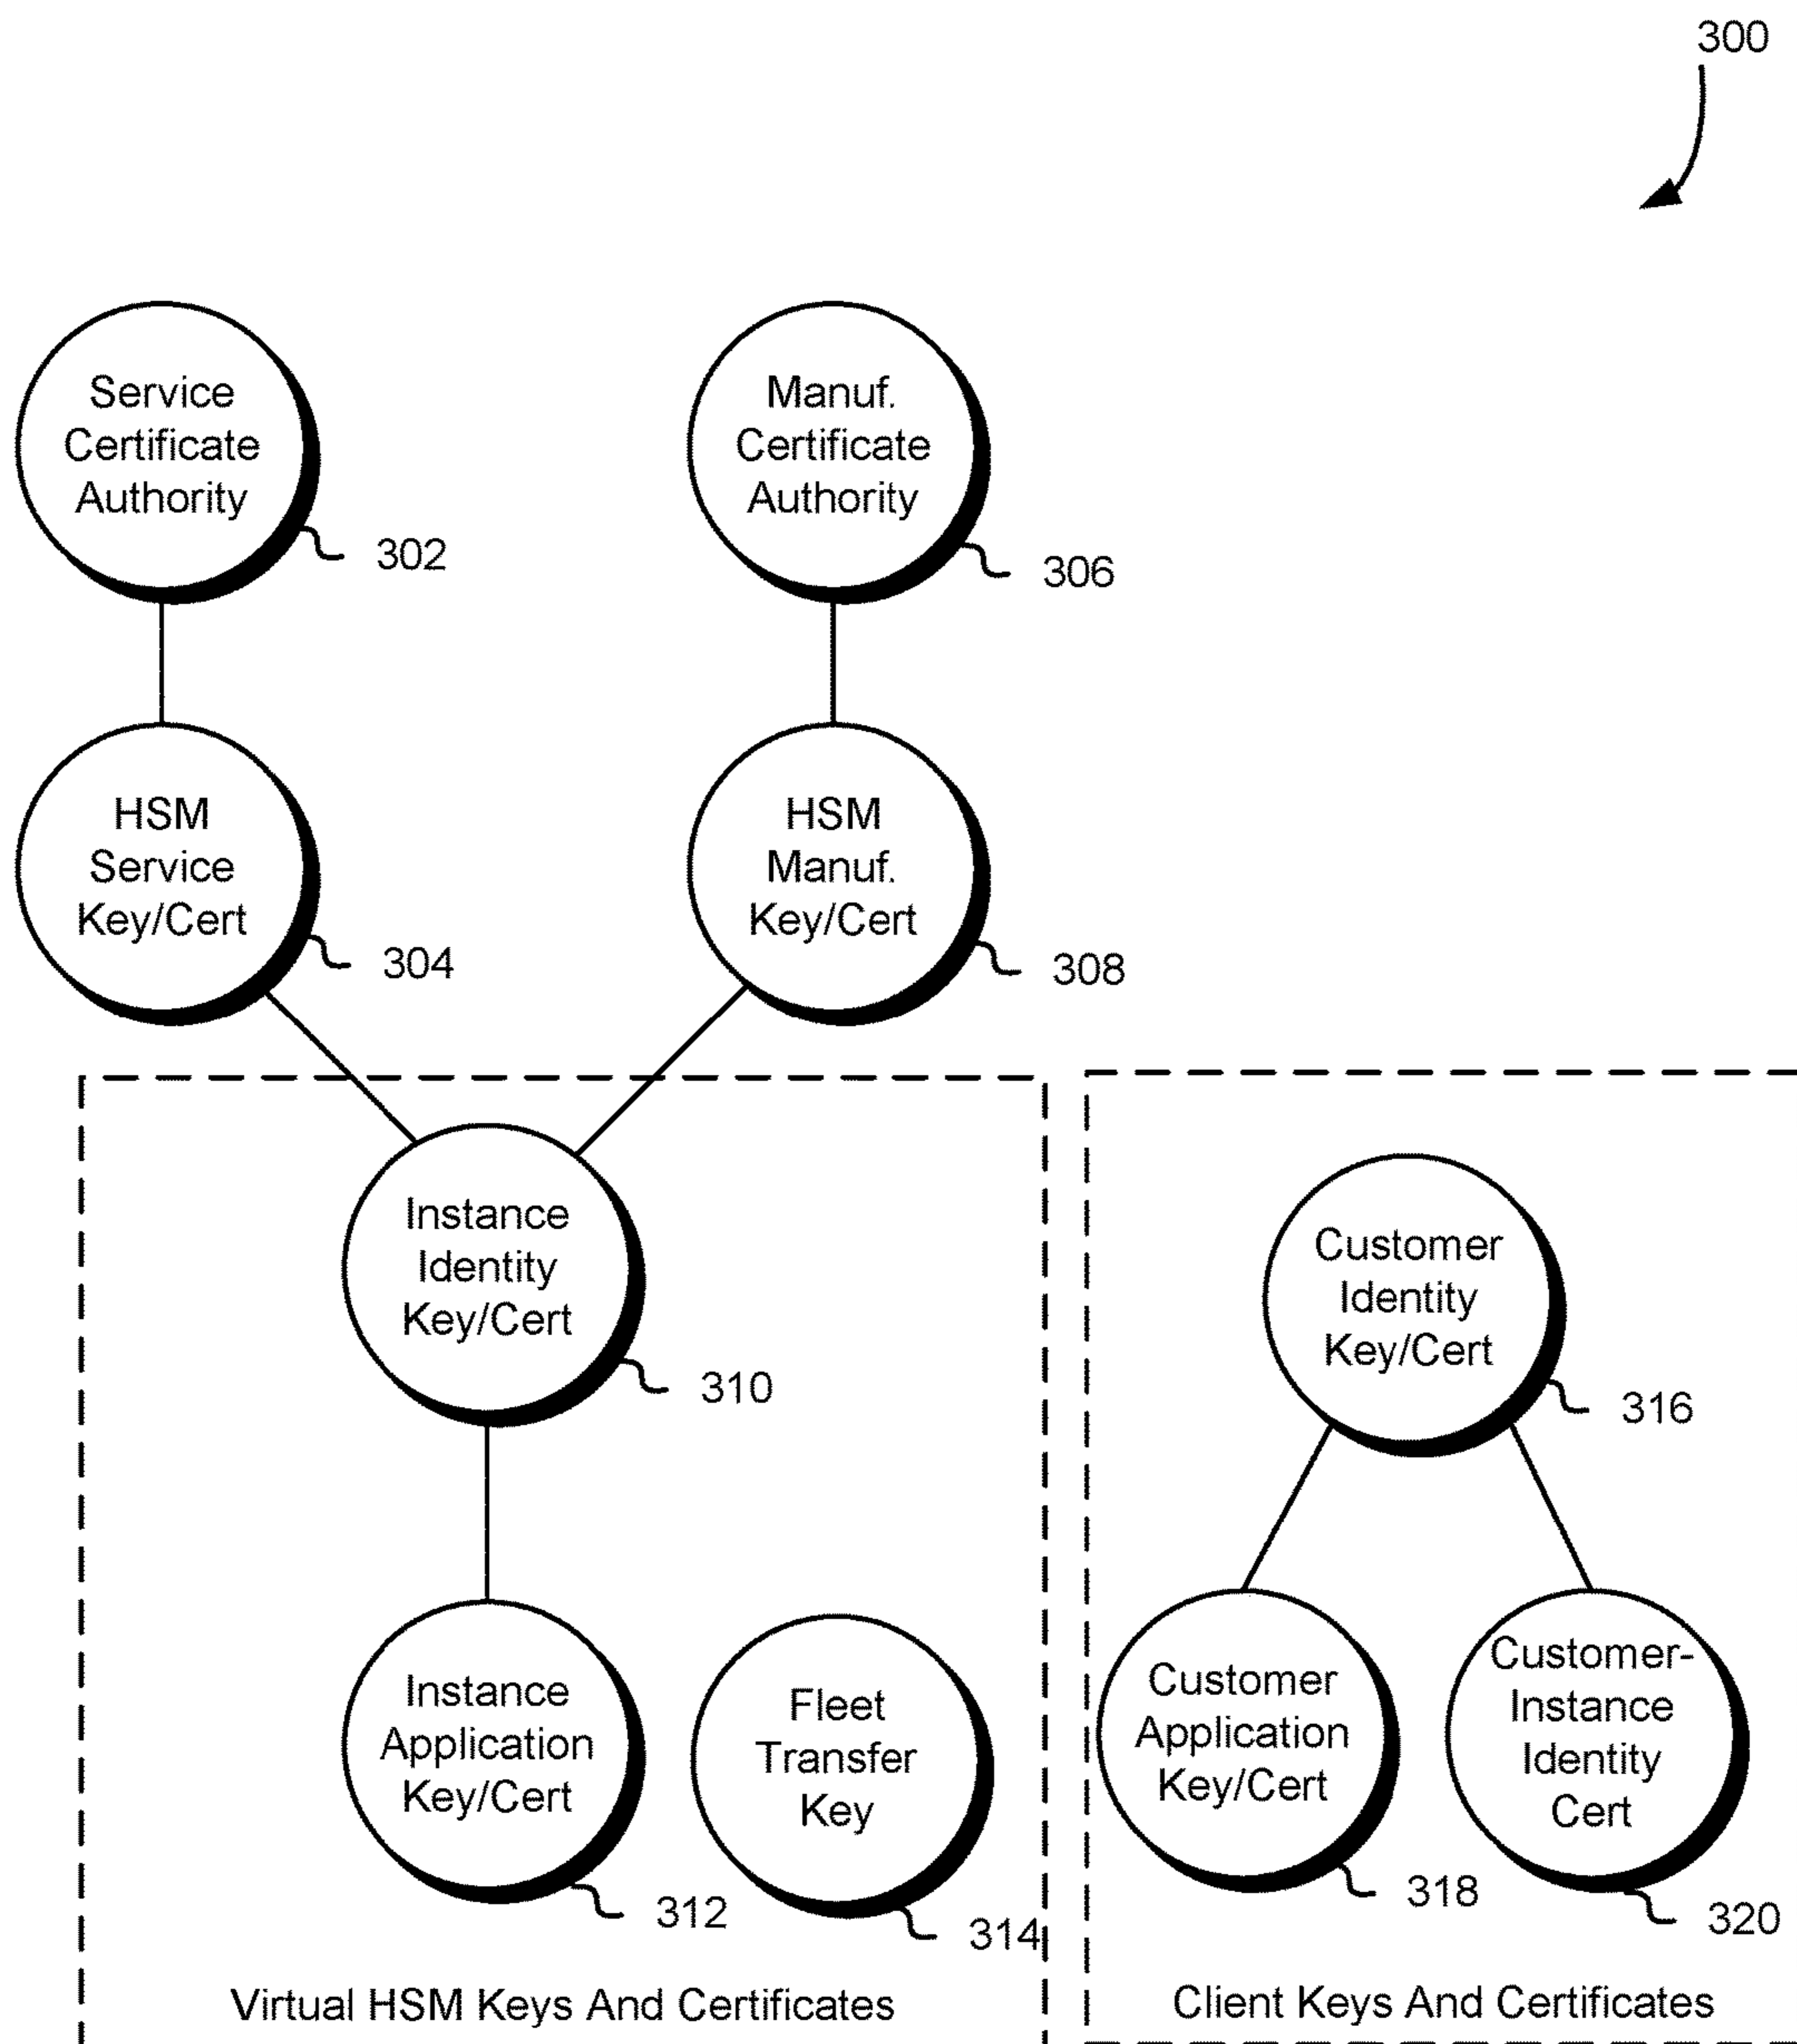 300
Service
Certificate
Authority
302
Manuf.
Certificate
Authority
306
HSM
Service
Key/Cert
304
HSM
Manuf.
Key/Cert
308
Instance
Identity
Key/Cert
310
Customer
Identity
Key/Cert
316
Instance
Application
Key/Cert
312
Fleet
Transfer
Key
314
Customer
Application
Key/Cert
318
Customer-
Instance
Identity
Cert
320
Virtual HSM Keys And Certificates
Client Keys And Certificates